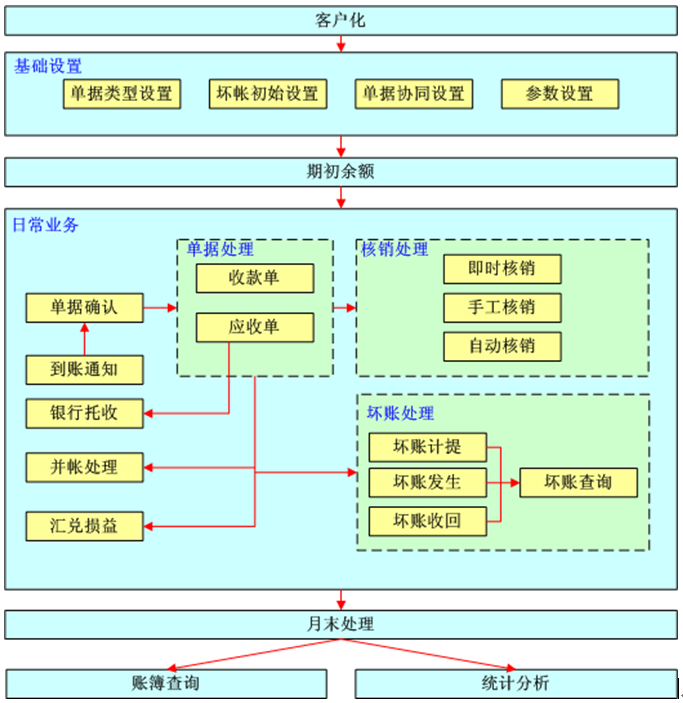 客户化
基础设置
单据类型设置
坏帐初始设置
单据协同设置
参数设置
期初余额
日常业务
单据处理
收款单
应收单
核销处理
即时核销
手工核销
自动核销
单据确认
到账通知
银行托收
并帐处理
汇兑损益
坏账处理
坏账计提
坏账发生
坏账收回
坏账查询
月末处理
账簿查询
统计分析